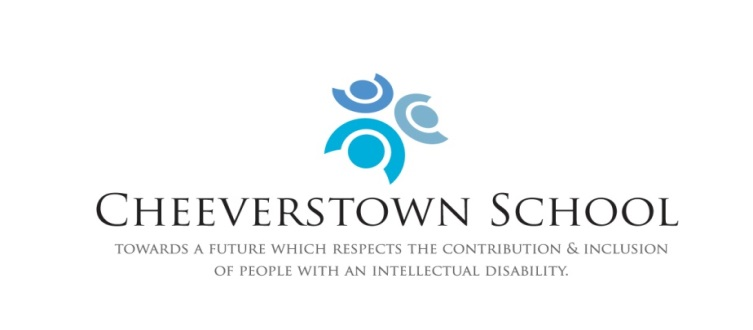 Cheeverstown School
towards a future which respects the contribution & inclusion
of people with an intellectual disability.